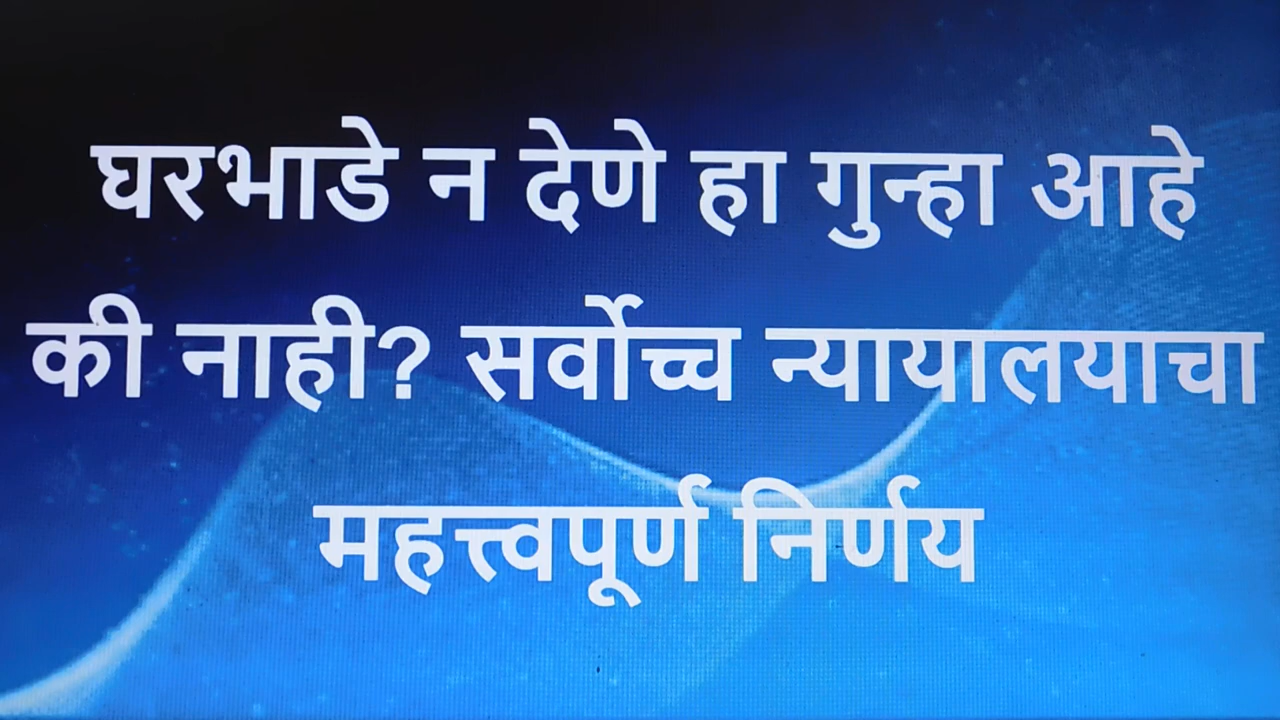 घरभाडे न देणे हा गुन्हा आहे
की नाही? सर्वोच्च न्यायालयाचा
महत्त्वपूर्ण निर्णय